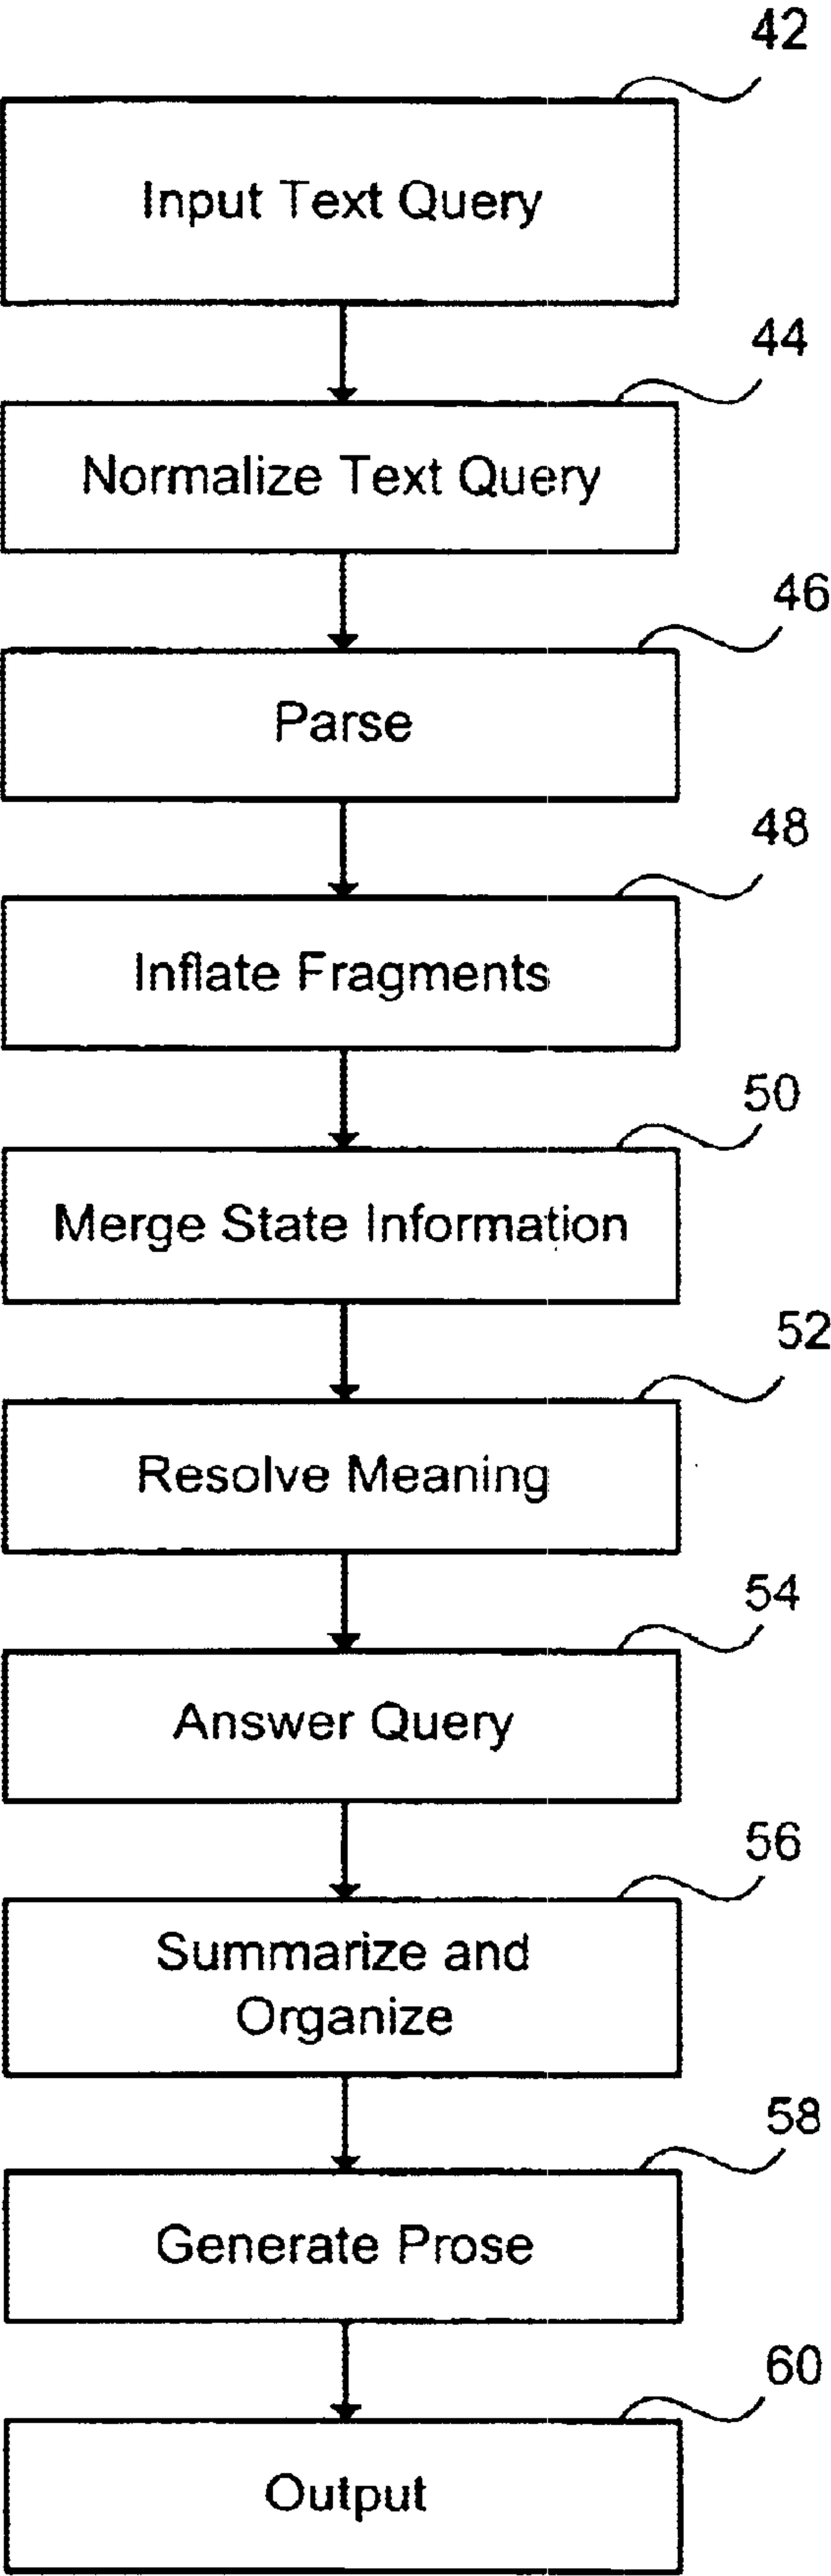 42
Input Text Query
44
Normalize Text Query
46
Parse
48
Inflate Fragments
50
Merge State Information
52
Resolve Meaning
54
Answer Query
56
Summarize and
Organize
58
Generate Prose
60
Output